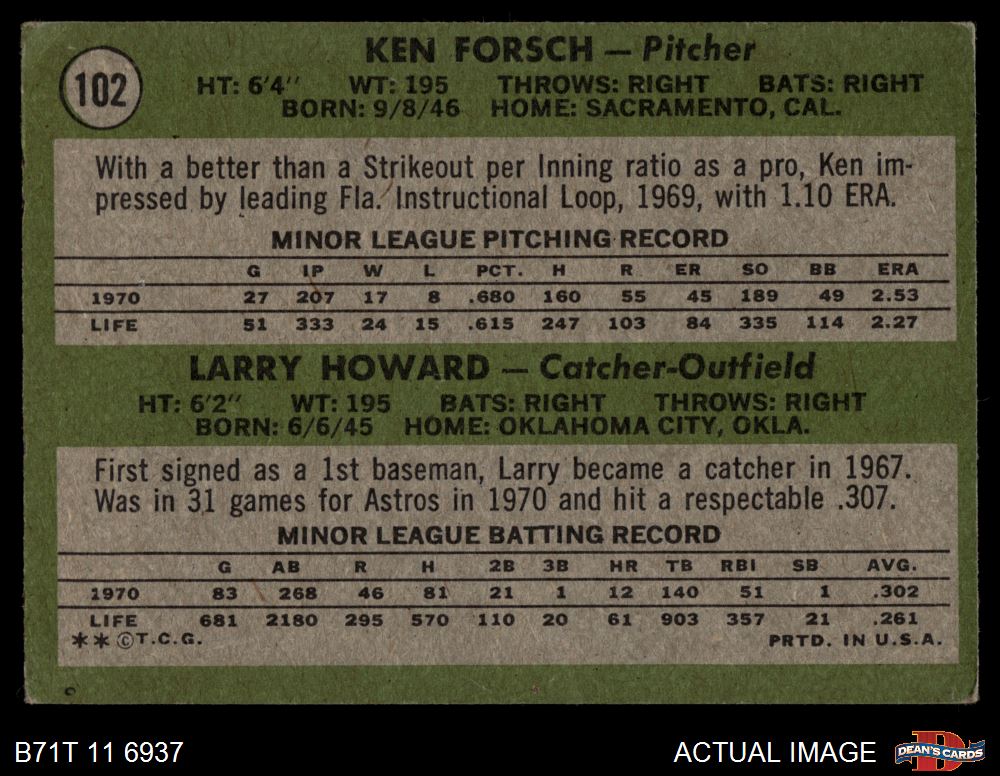 102
KEN FORSCH — Pitcher
HT: 6'4" WT: 195 THROWS: RIGHT BATS: RIGHT
BORN: 9/8/46 HOME: SACRAMENTO, CAL.
With a better than a Strikeout per Inning ratio as a pro, Ken im-
pressed by leading Fla. Instructional Loop, 1969, with 1.10 ERA.
MINOR LEAGUE PITCHING RECORD
G IP W L PCT. H R ER SO BB ERA
1970 27 207 17 8 .680 160 55 45 189 49 2.53
LIFE 51 333 24 15 .615 247 103 84 335 114 2.27
LARRY HOWARD — Catcher-Outfield
HT: 6'2" WT: 195 BATS: RIGHT THROWS: RIGHT
BORN: 6/6/45 HOME: OKLAHOMA CITY, OKLA.
First signed as a 1st baseman, Larry became a catcher in 1967.
Was in 31 games for Astros in 1970 and hit a respectable .307.
MINOR LEAGUE BATTING RECORD
G AB R H 2B 3B HR TB RBI SB AVG.
1970 83 268 46 81 21 1 12 140 51 1 .302
LIFE 681 2180 295 570 110 20 61 903 357 21 .261
** ©T.C.G. PRTD. IN U.S.A.
B71T 11 6937 ACTUAL IMAGE DEAN'S CARDS